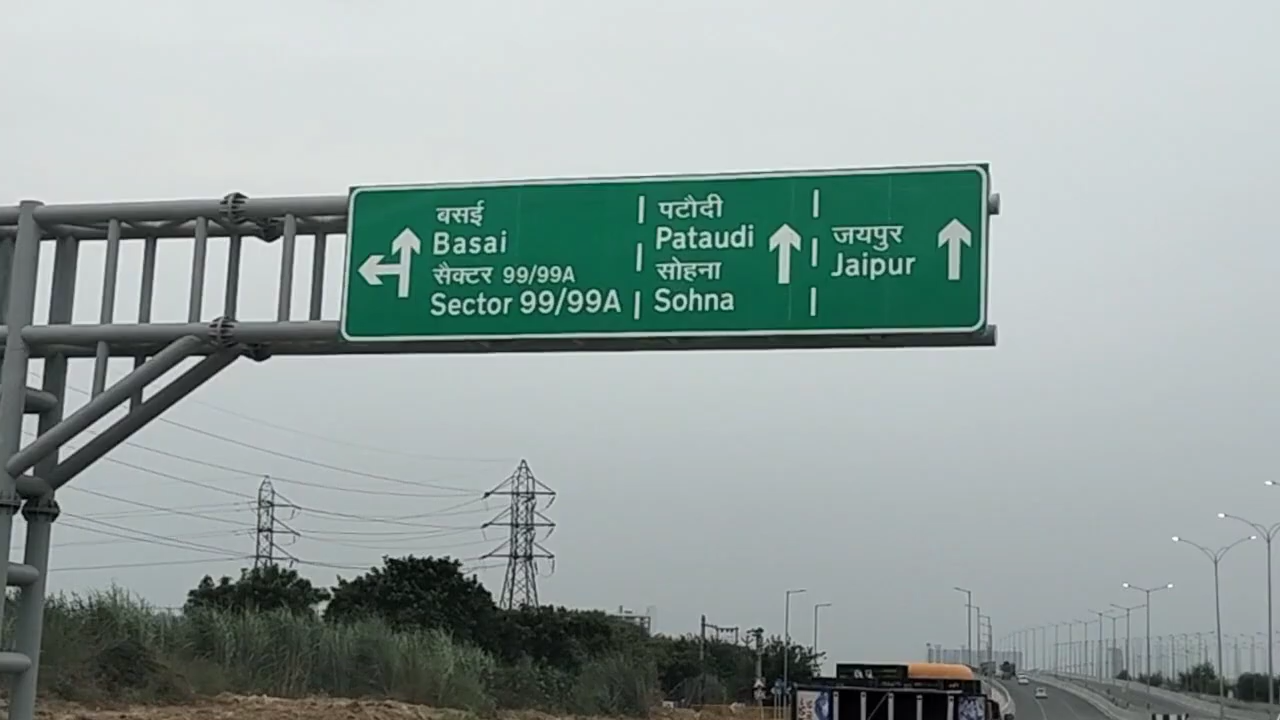 बसई
Basai
सैक्टर 99/99A
Sector 99/99A
पटौदी
Pataudi
सोहना
Sohna
जयपुर
Jaipur